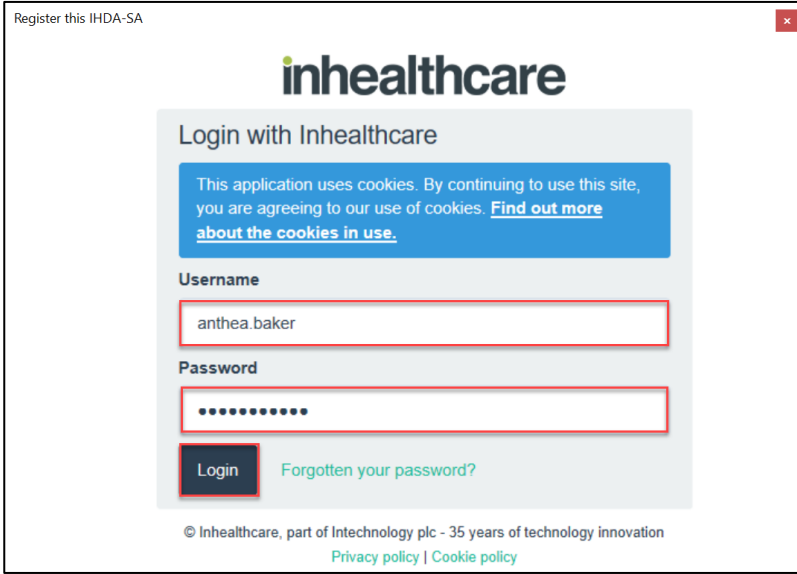 Register this IHDA-SA
×
inhealthcare
Login with Inhealthcare
This application uses cookies. By continuing to use this site,
you are agreeing to our use of cookies. Find out more
about the cookies in use.
Username
anthea.baker
Password
•••••••••••
Login Forgotten your password?
© Inhealthcare, part of Intechnology plc - 35 years of technology innovation
Privacy policy | Cookie policy